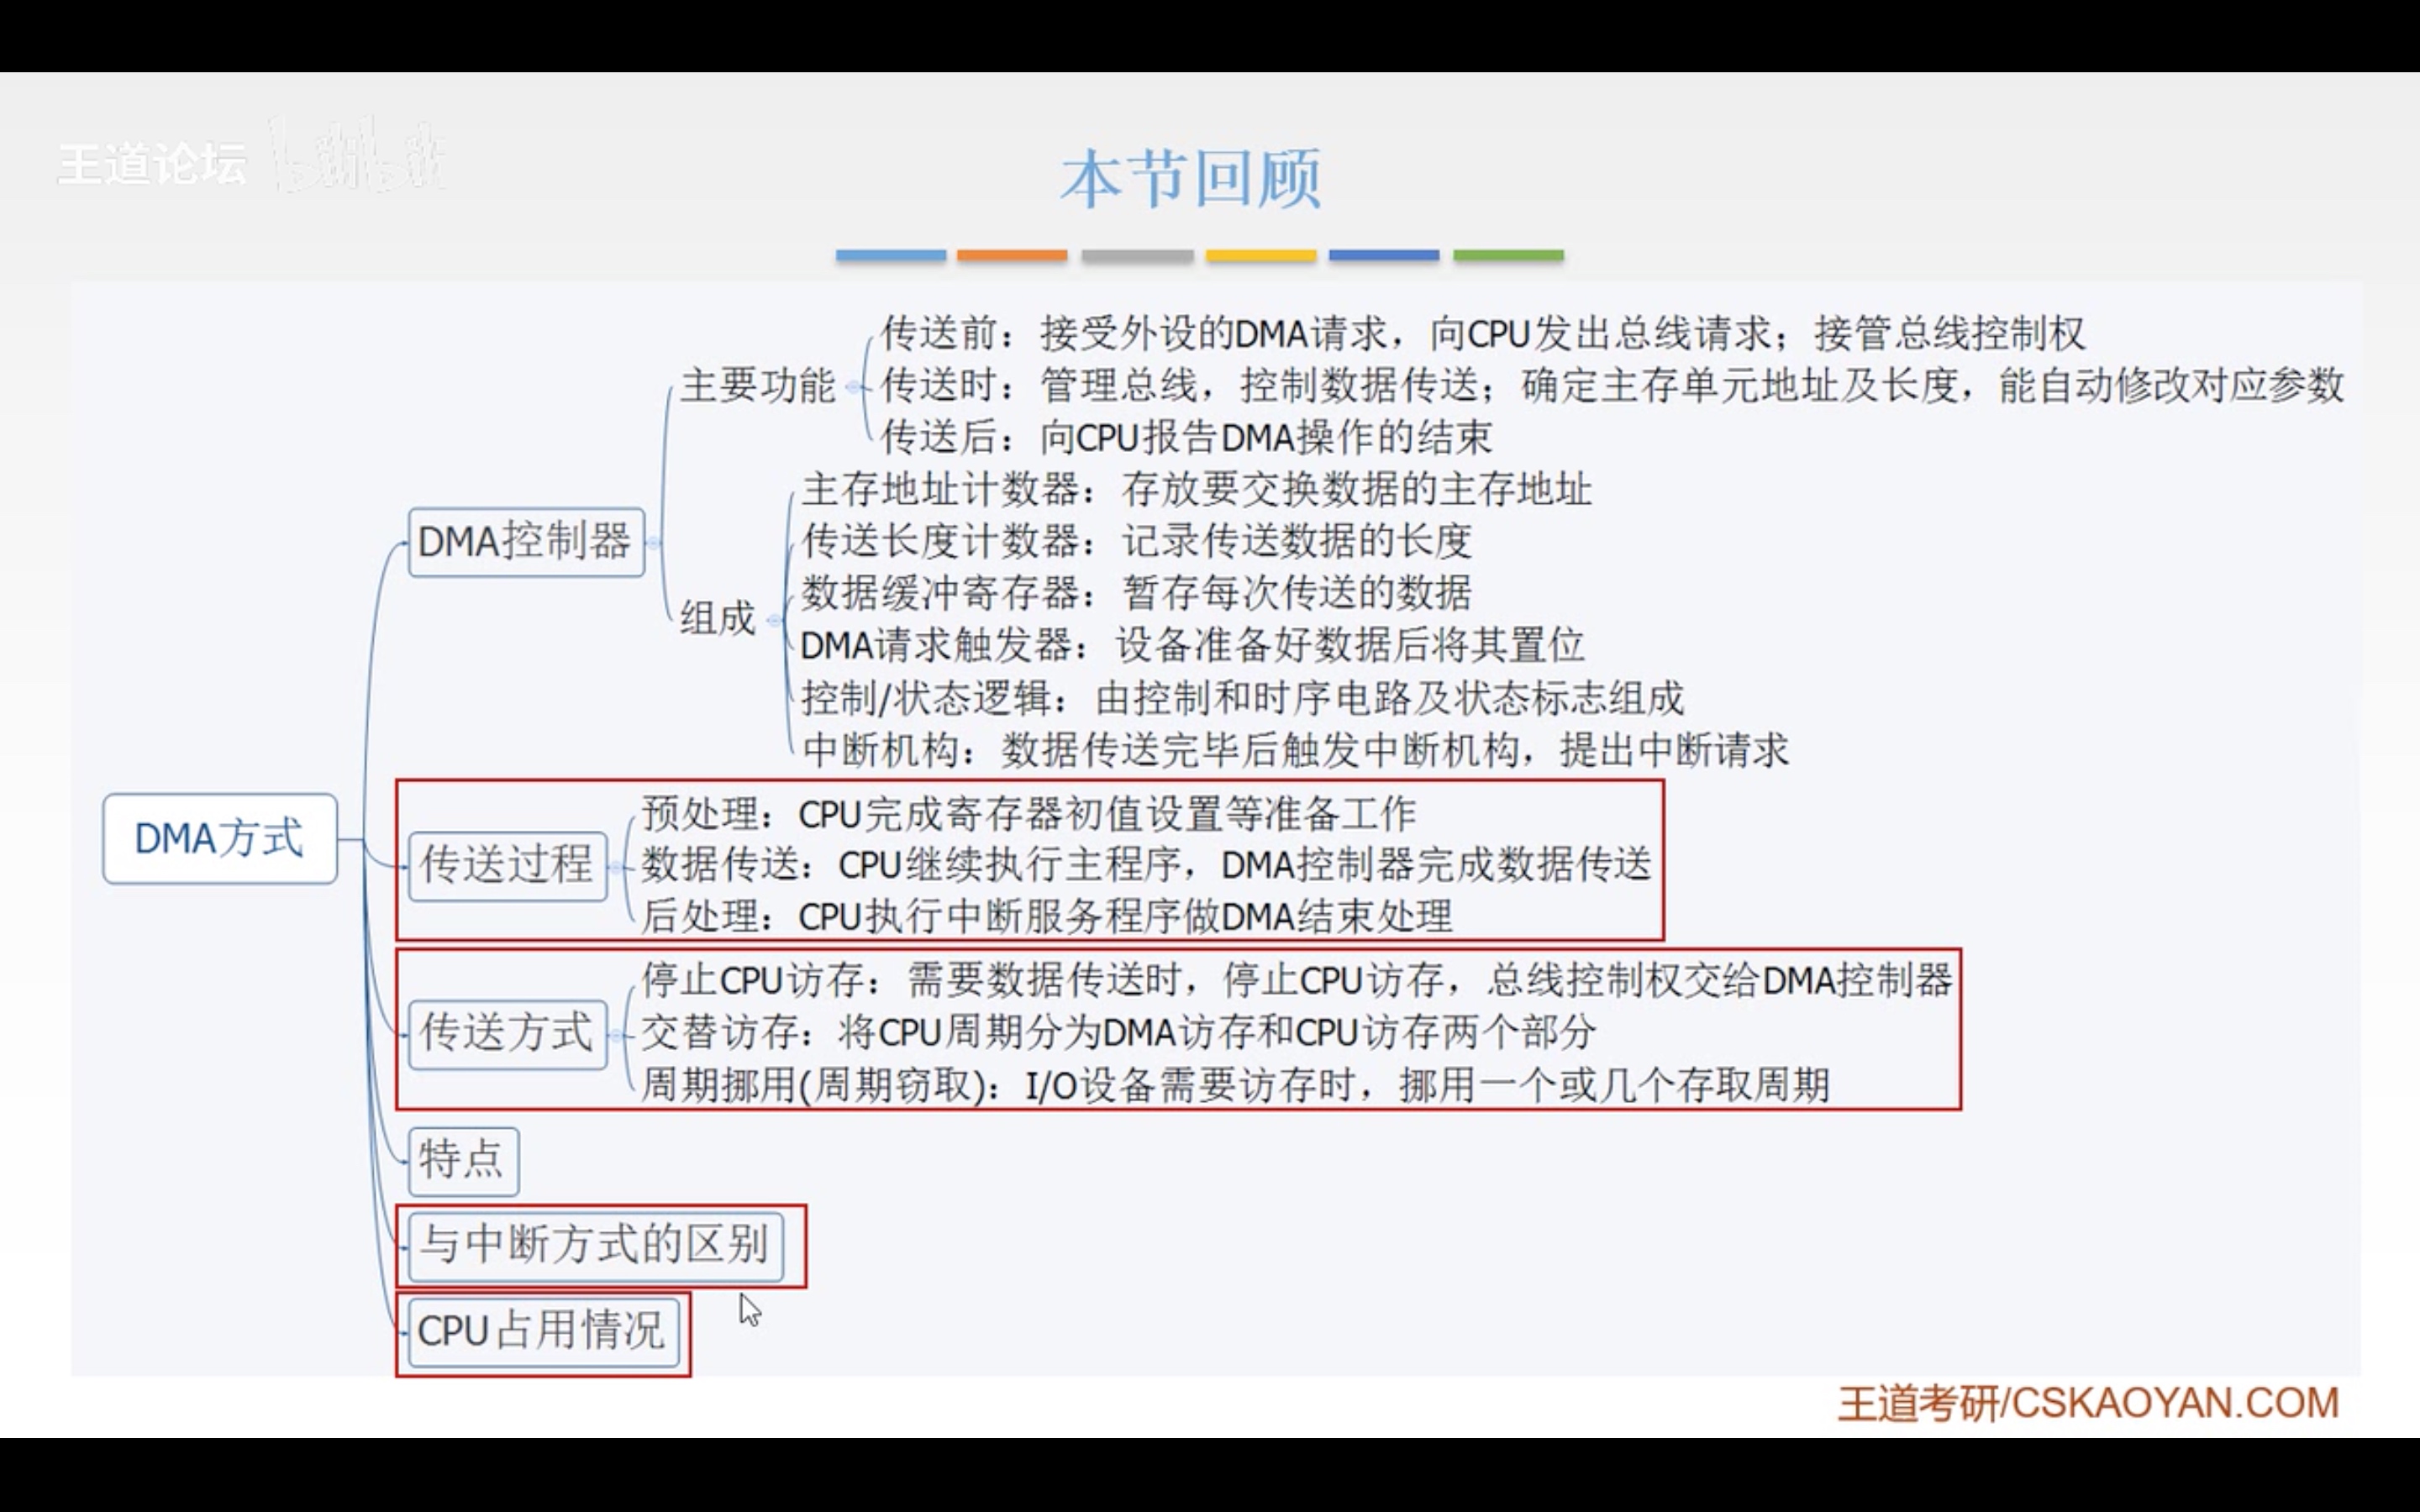 王道论坛 bilibili
本节回顾
DMA方式
DMA控制器
主要功能
传送前：接受外设的DMA请求，向CPU发出总线请求；接管总线控制权
传送时：管理总线，控制数据传送；确定主存单元地址及长度，能自动修改对应参数
传送后：向CPU报告DMA操作的结束
组成
主存地址计数器：存放要交换数据的主存地址
传送长度计数器：记录传送数据的长度
数据缓冲寄存器：暂存每次传送的数据
DMA请求触发器：设备准备好数据后将其置位
控制/状态逻辑：由控制和时序电路及状态标志组成
中断机构：数据传送完毕后触发中断机构，提出中断请求
传送过程
预处理：CPU完成寄存器初值设置等准备工作
数据传送：CPU继续执行主程序，DMA控制器完成数据传送
后处理：CPU执行中断服务程序做DMA结束处理
传送方式
停止CPU访存：需要数据传送时，停止CPU访存，总线控制权交给DMA控制器
交替访存：将CPU周期分为DMA访存和CPU访存两个部分
周期挪用(周期窃取)：I/O设备需要访存时，挪用一个或几个存取周期
特点
与中断方式的区别
CPU占用情况
王道考研/CSKAOYAN.COM